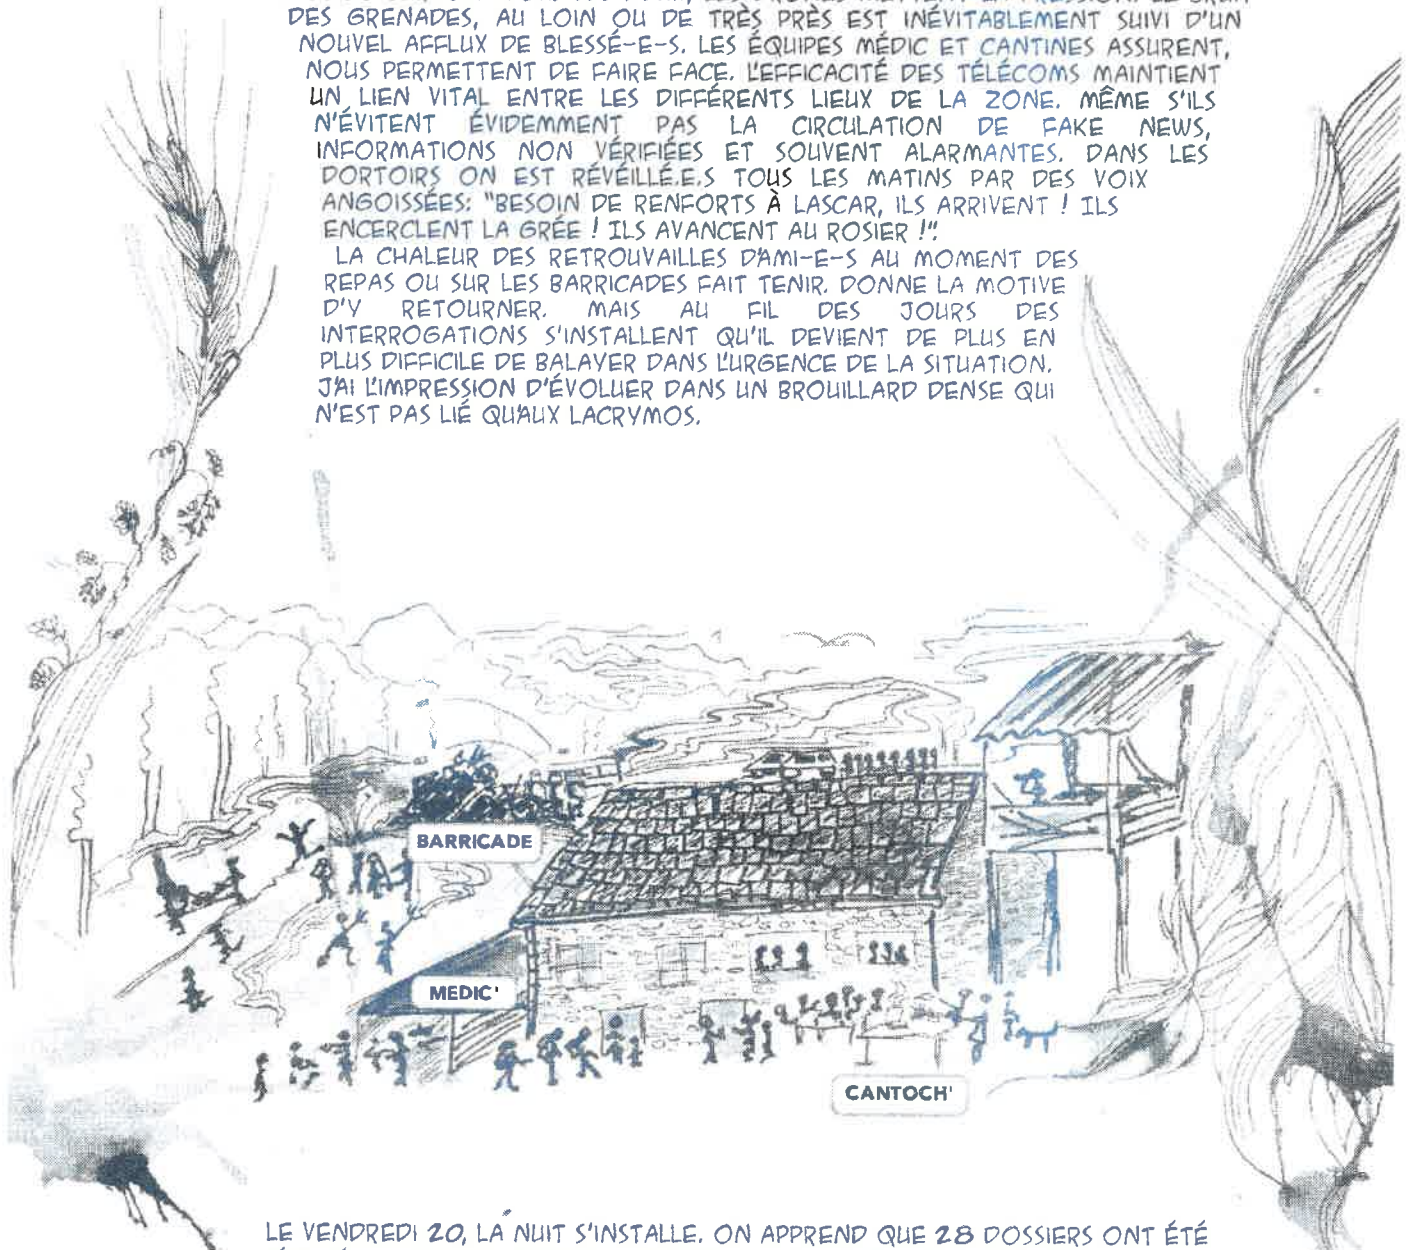 DES GRENADES, AU LOIN OU DE TRÈS PRÈS EST INÉVITABLEMENT SUIVI D'UN
NOUVEL AFFLUX DE BLESSÉ-E-S. LES ÉQUIPES MÉDIC ET CANTINES ASSURENT,
NOUS PERMETTENT DE FAIRE FACE. L'EFFICACITÉ DES TÉLÉCOMS MAINTIENT
UN LIEN VITAL ENTRE LES DIFFÉRENTS LIEUX DE LA ZONE. MÊME S'ILS
N'ÉVITENT ÉVIDEMMENT PAS LA CIRCULATION DE FAKE NEWS,
INFORMATIONS NON VÉRIFIÉES ET SOUVENT ALARMANTES. DANS LES
DORTOIRS ON EST RÉVEILLÉ.E.S TOUS LES MATINS PAR DES VOIX
ANGOISSÉES: "BESOIN DE RENFORTS À LASCAR, ILS ARRIVENT ! ILS
ENCERCLENT LA GRÉE ! ILS AVANCENT AU ROSIER !".
LA CHALEUR DES RETROUVAILLES D'AMI-E-S AU MOMENT DES
REPAS OU SUR LES BARRICADES FAIT TENIR. DONNE LA MOTIVE
D'Y RETOURNER. MAIS AU FIL DES JOURS DES
INTERROGATIONS S'INSTALLENT QU'IL DEVIENT DE PLUS EN
PLUS DIFFICILE DE BALAYER DANS L'URGENCE DE LA SITUATION.
J'AI L'IMPRESSION D'ÉVOLUER DANS UN BROUILLARD DENSE QUI
N'EST PAS LIÉ QU'AUX LACRYMOS.
BARRICADE
MEDIC'
CANTOCH'
LE VENDREDI 20, LA NUIT S'INSTALLE. ON APPREND QUE 28 DOSSIERS ONT ÉTÉ